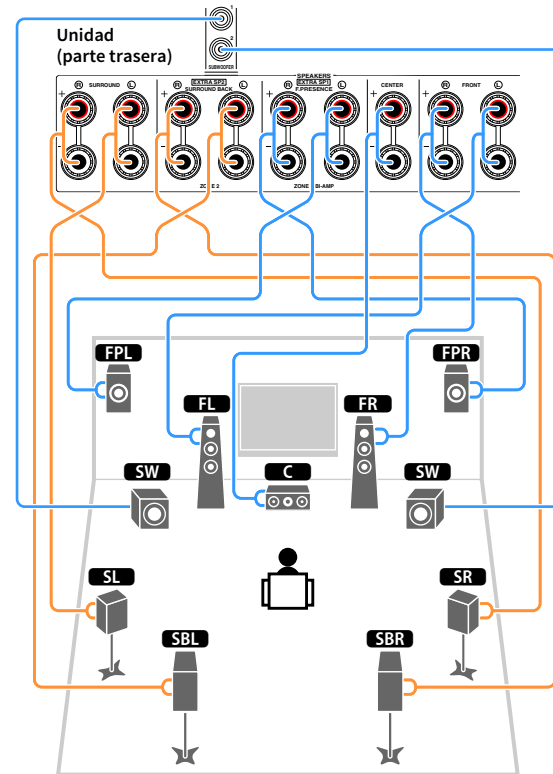 1
2
SUBWOOFER
Unidad
(parte trasera)
SPEAKERS
EXTRA SP2 EXTRA SP1
R SURROUND L R SURROUND BACK L R F.PRESENCE L CENTER R FRONT L
+ + + + +
- - - - -
ZONE 2 ZONE BI-AMP
FPL FPR
FL FR
SW C SW
SL SR
SBL SBR